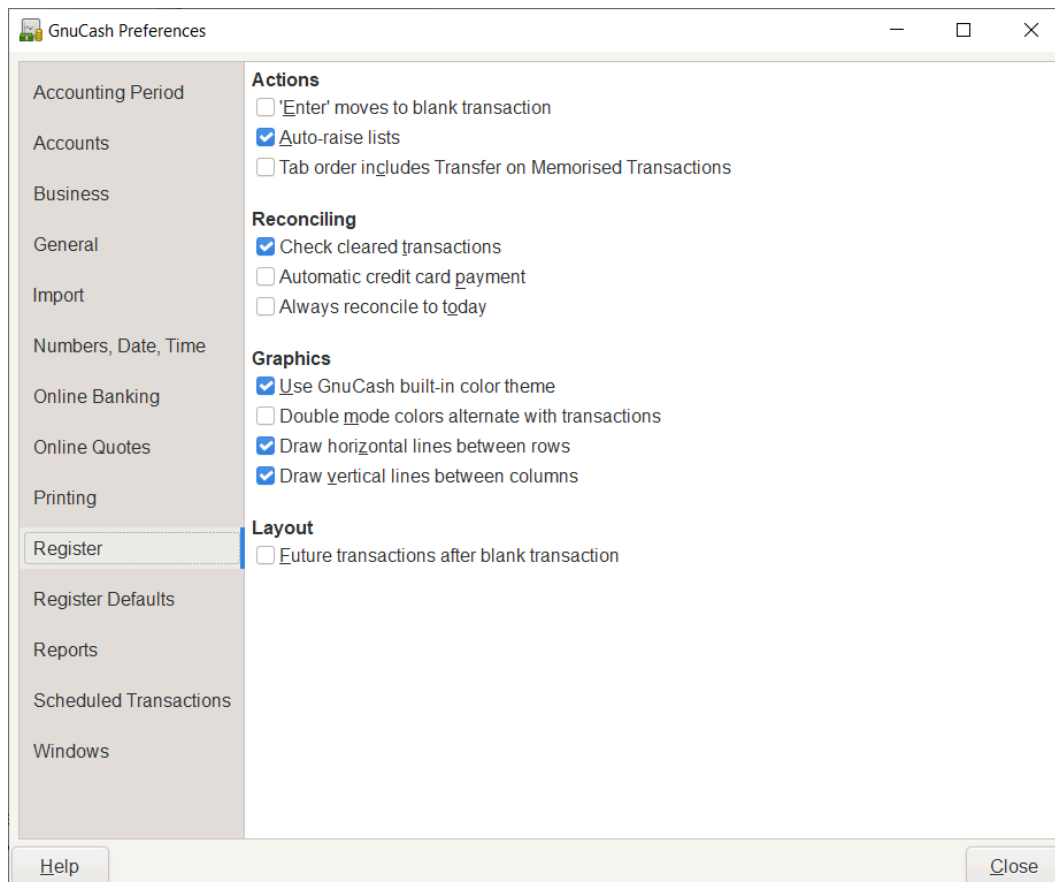 GnuCash Preferences
Accounting Period
Accounts
Business
General
Import
Numbers, Date, Time
Online Banking
Online Quotes
Printing
Register
Register Defaults
Reports
Scheduled Transactions
Windows
Actions
'Enter' moves to blank transaction
Auto-raise lists
Tab order includes Transfer on Memorised Transactions
Reconciling
Check cleared transactions
Automatic credit card payment
Always reconcile to today
Graphics
Use GnuCash built-in color theme
Double mode colors alternate with transactions
Draw horizontal lines between rows
Draw vertical lines between columns
Layout
Future transactions after blank transaction
Help
Close